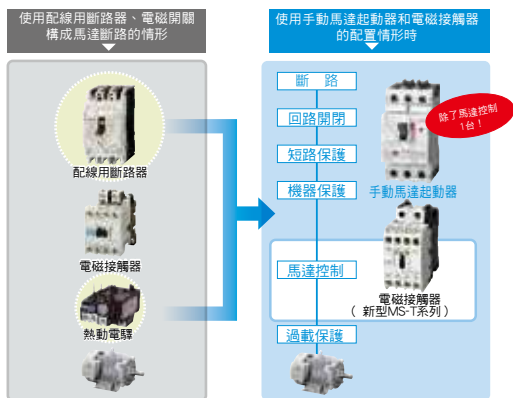 使用配線用斷路器、電磁開關
構成馬達斷路的情形
配線用斷路器
電磁接觸器
熱動電驛
使用手動馬達起動器和電磁接觸器
的配置情形時
斷 路
回路開閉
短路保護
機器保護
馬達控制
過載保護
除了馬達控制
1台！
手動馬達起動器
電磁接觸器
（ 新型MS-T系列 ）